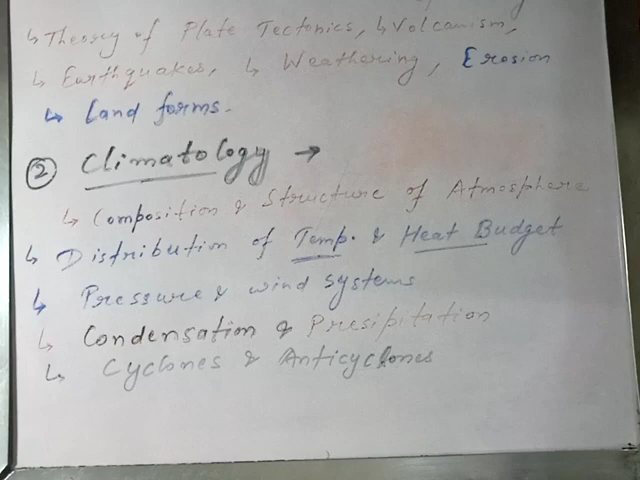 ↳ Theory of Plate Tectonics, ↳ Volcanism,
↳ Earthquakes, ↳ Weathering, Erosion
↳ Land forms.
② Climatology →
↳ Composition & Structure of Atmosphere
↳ Distribution of Temp. & Heat Budget
↳ Pressure & wind systems
↳ Condensation & Presipitation
↳ Cyclones & Anticyclones